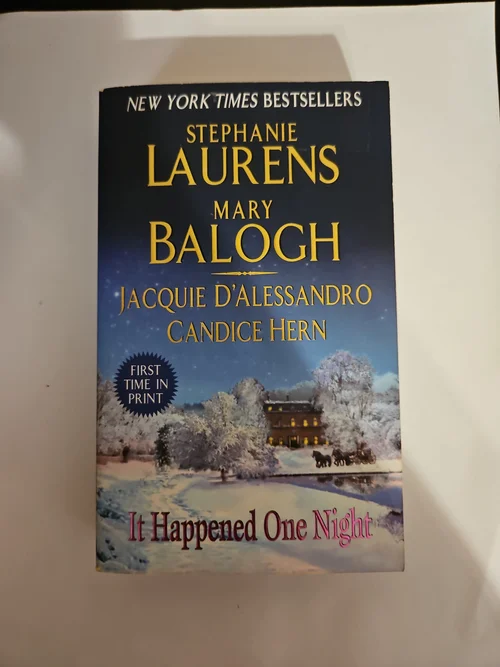 NEW YORK TIMES BESTSELLERS
STEPHANIE
LAURENS
MARY
BALOGH
JACQUIE D'ALESSANDRO
CANDICE HERN
FIRST
TIME IN
PRINT
It Happened One Night